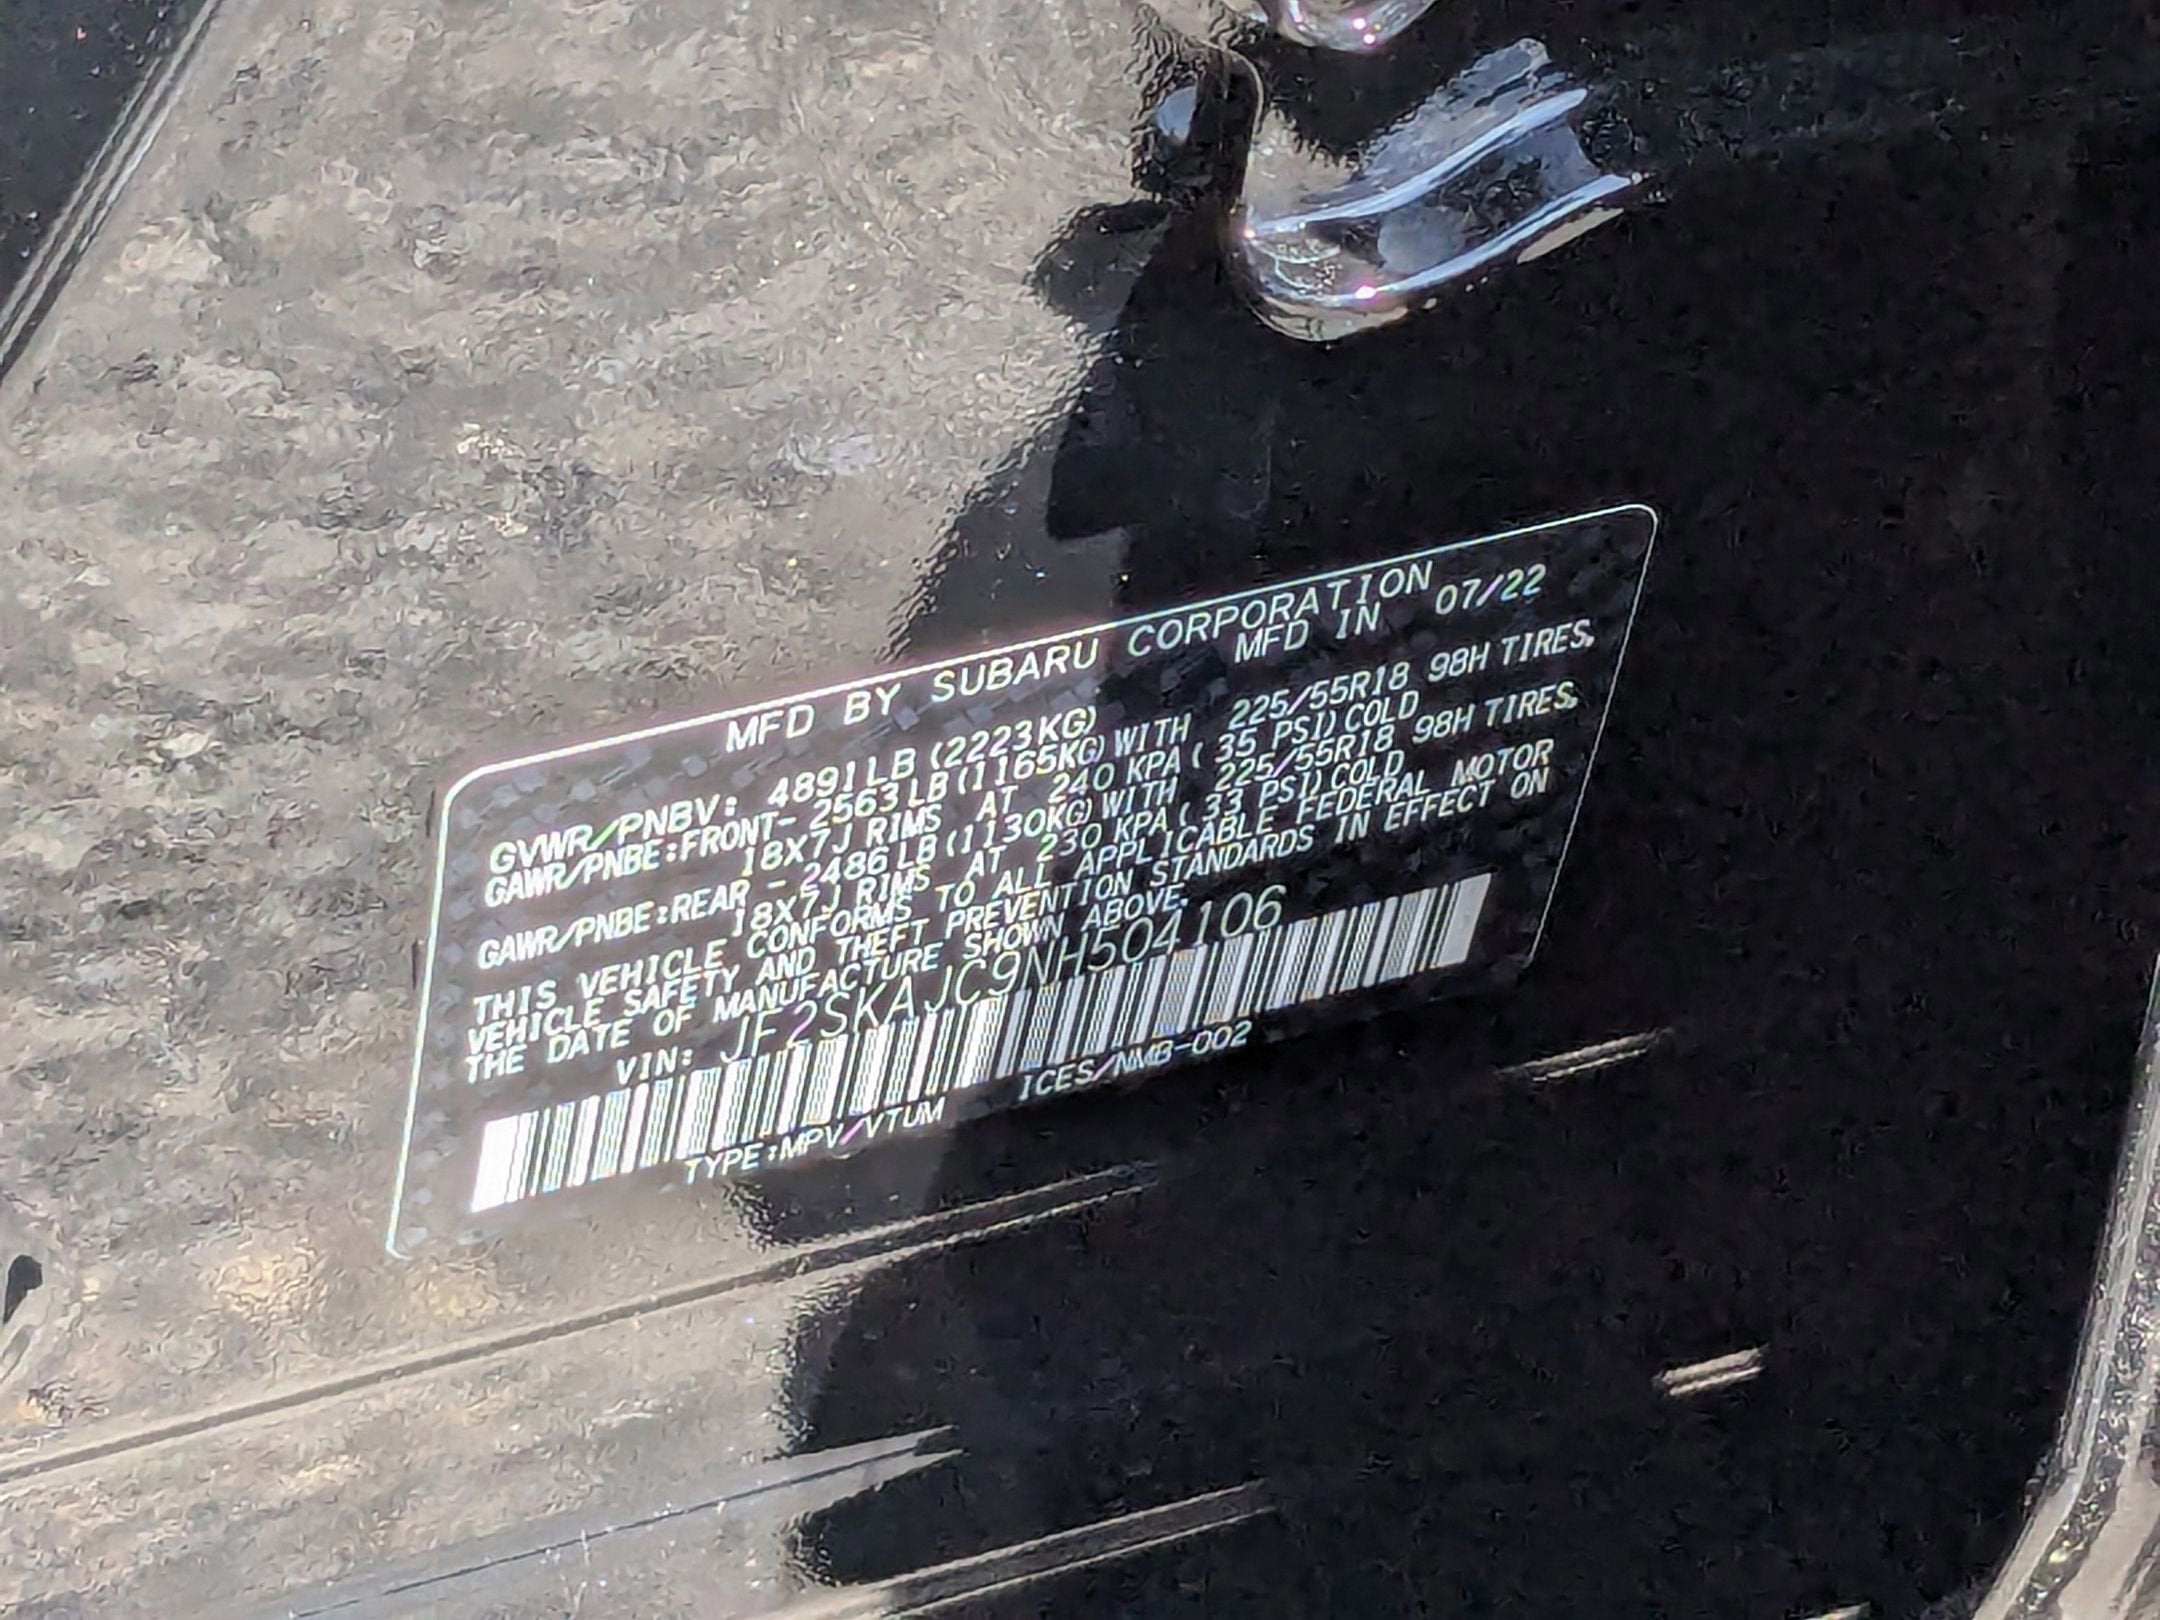 MFD BY SUBARU CORPORATION
MFD IN 07/22
GVWR/PNBV: 4891LB(2223KG)
GAWR/PNBE:FRONT- 2563LB(1165KG)WITH 225/55R18 98H TIRES,
18X7J RIMS AT 240 KPA( 35 PSI)COLD
GAWR/PNBE:REAR - 2486LB(1130KG)WITH 225/55R18 98H TIRES,
18X7J RIMS AT 230 KPA( 33 PSI)COLD
THIS VEHICLE CONFORMS TO ALL APPLICABLE FEDERAL MOTOR
VEHICLE SAFETY AND THEFT PREVENTION STANDARDS IN EFFECT ON
THE DATE OF MANUFACTURE SHOWN ABOVE.
VIN: JF2SKAJC9NH504106
TYPE:MPV/VTUM ICES/NMB-002